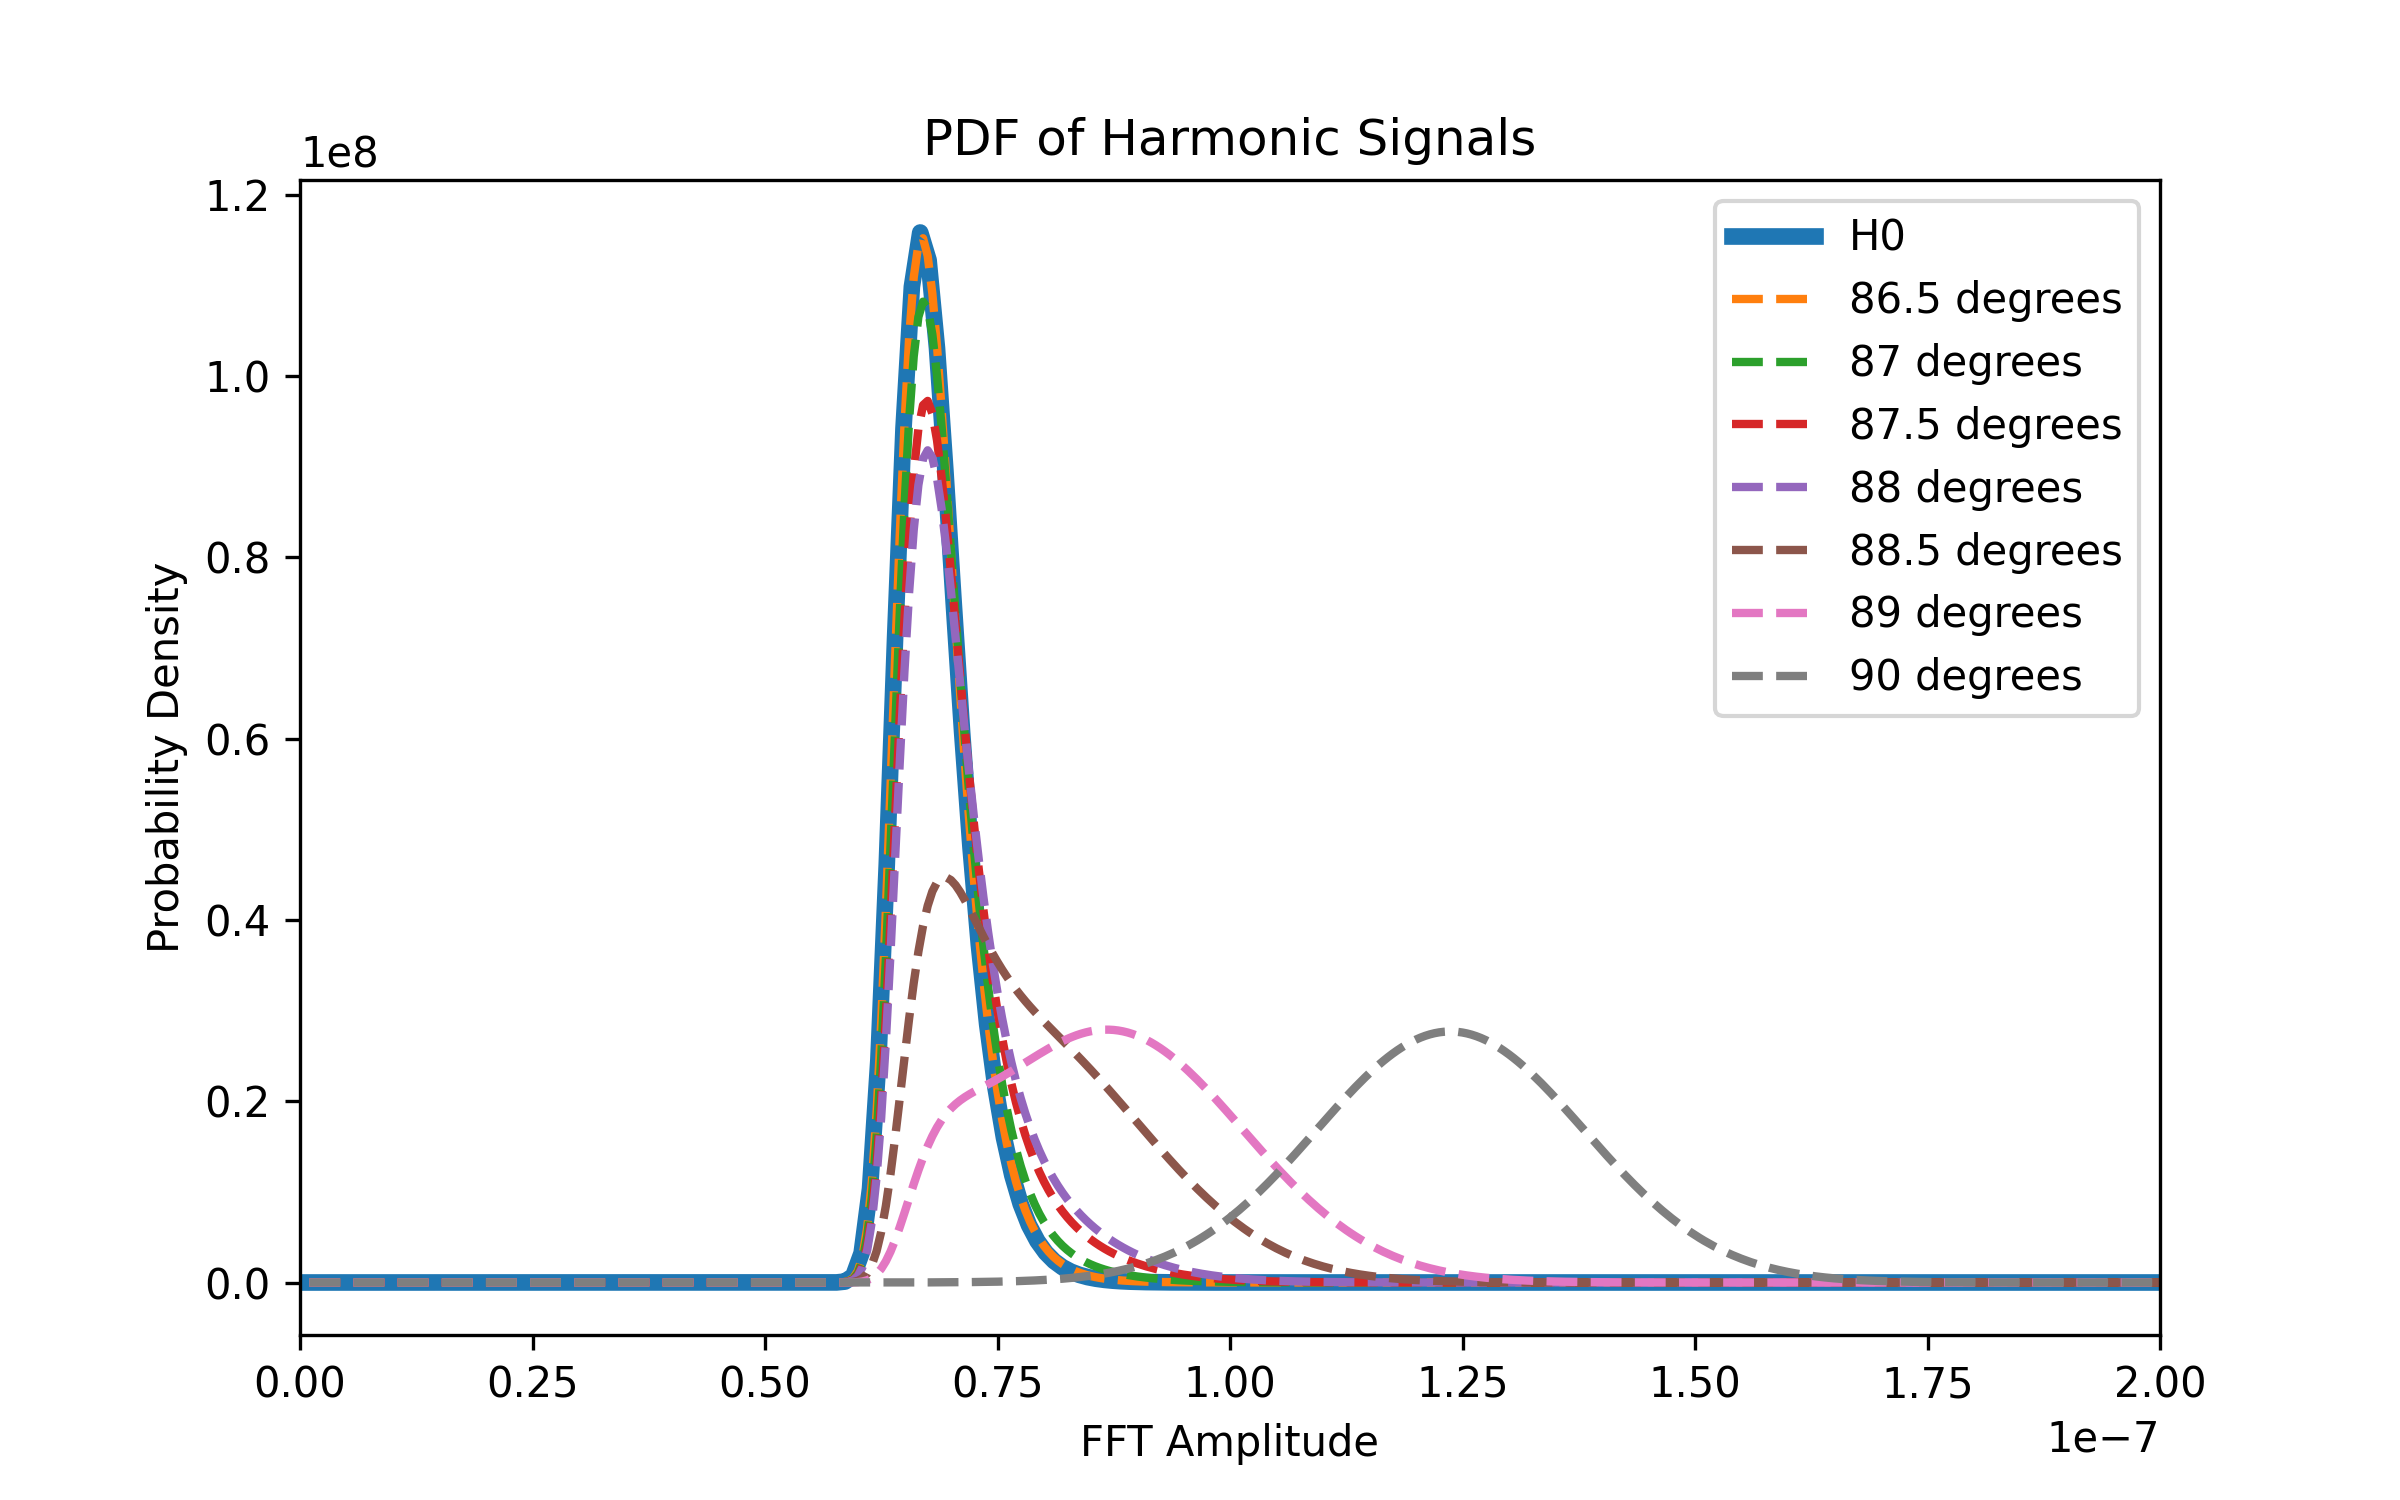 PDF of Harmonic Signals
1e8
1.2
1.0
0.8
0.6
0.4
0.2
0.0
Probability Density
H0
86.5 degrees
87 degrees
87.5 degrees
88 degrees
88.5 degrees
89 degrees
90 degrees
0.00 0.25 0.50 0.75 1.00 1.25 1.50 1.75 2.00
FFT Amplitude
1e−7